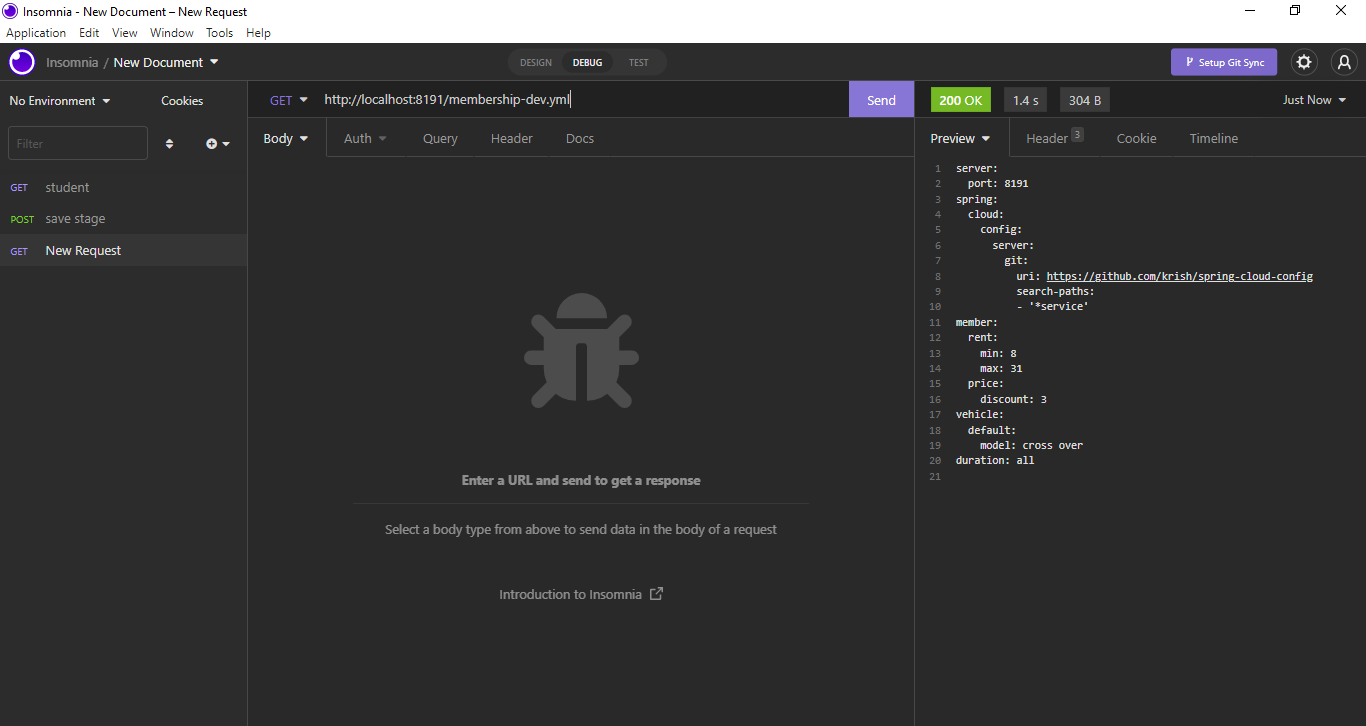 Insomnia - New Document – New Request
Application Edit View Window Tools Help
Insomnia / New Document
DESIGN DEBUG TEST
Setup Git Sync
No Environment Cookies
GET http://localhost:8191/membership-dev.yml Send
200 OK 1.4 s 304 B Just Now
Filter
Body Auth Query Header Docs
Preview Header 3 Cookie Timeline
GET student
POST save stage
GET New Request
Enter a URL and send to get a response
Select a body type from above to send data in the body of a request
Introduction to Insomnia
1 server:
2 port: 8191
3 spring:
4 cloud:
5 config:
6 server:
7 git:
8 uri: https://github.com/krish/spring-cloud-config
9 search-paths:
10 - '*service'
11 member:
12 rent:
13 min: 8
14 max: 31
15 price:
16 discount: 3
17 vehicle:
18 default:
19 model: cross over
20 duration: all
21